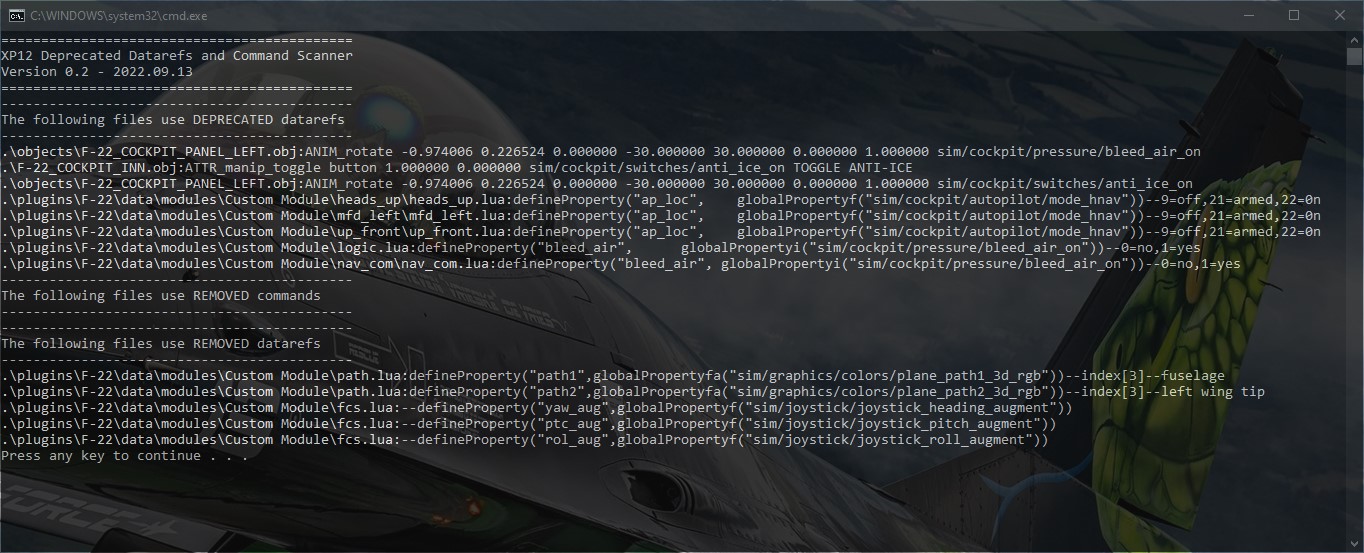 C:\WINDOWS\system32\cmd.exe
===========================================
XP12 Deprecated Datarefs and Command Scanner
Version 0.2 - 2022.09.13
===========================================
-------------------------------------------
The following files use DEPRECATED datarefs
-------------------------------------------
.\objects\F-22_COCKPIT_PANEL_LEFT.obj:ANIM_rotate -0.974006 0.226524 0.000000 -30.000000 30.000000 0.000000 1.000000 sim/cockpit/pressure/bleed_air_on
.\F-22_COCKPIT_INN.obj:ATTR_manip_toggle button 1.000000 0.000000 sim/cockpit/switches/anti_ice_on TOGGLE ANTI-ICE
.\objects\F-22_COCKPIT_PANEL_LEFT.obj:ANIM_rotate -0.974006 0.226524 0.000000 -30.000000 30.000000 0.000000 1.000000 sim/cockpit/switches/anti_ice_on
.\plugins\F-22\data\modules\Custom Module\heads_up\heads_up.lua:defineProperty("ap_loc",    globalPropertyf("sim/cockpit/autopilot/mode_hnav"))--9=off,21=armed,22=0n
.\plugins\F-22\data\modules\Custom Module\mfd_left\mfd_left.lua:defineProperty("ap_loc",    globalPropertyf("sim/cockpit/autopilot/mode_hnav"))--9=off,21=armed,22=0n
.\plugins\F-22\data\modules\Custom Module\up_front\up_front.lua:defineProperty("ap_loc",    globalPropertyf("sim/cockpit/autopilot/mode_hnav"))--9=off,21=armed,22=0n
.\plugins\F-22\data\modules\Custom Module\logic.lua:defineProperty("bleed_air",      globalPropertyi("sim/cockpit/pressure/bleed_air_on"))--0=no,1=yes
.\plugins\F-22\data\modules\Custom Module\nav_com\nav_com.lua:defineProperty("bleed_air", globalPropertyi("sim/cockpit/pressure/bleed_air_on"))--0=no,1=yes
-------------------------------------------
The following files use REMOVED commands
-------------------------------------------
-------------------------------------------
The following files use REMOVED datarefs
-------------------------------------------
.\plugins\F-22\data\modules\Custom Module\path.lua:defineProperty("path1",globalPropertyfa("sim/graphics/colors/plane_path1_3d_rgb"))--index[3]--fuselage
.\plugins\F-22\data\modules\Custom Module\path.lua:defineProperty("path2",globalPropertyfa("sim/graphics/colors/plane_path2_3d_rgb"))--index[3]--left wing tip
.\plugins\F-22\data\modules\Custom Module\fcs.lua:--defineProperty("yaw_aug",globalPropertyf("sim/joystick/joystick_heading_augment"))
.\plugins\F-22\data\modules\Custom Module\fcs.lua:--defineProperty("ptc_aug",globalPropertyf("sim/joystick/joystick_pitch_augment"))
.\plugins\F-22\data\modules\Custom Module\fcs.lua:--defineProperty("rol_aug",globalPropertyf("sim/joystick/joystick_roll_augment"))
Press any key to continue . . .
FORCE